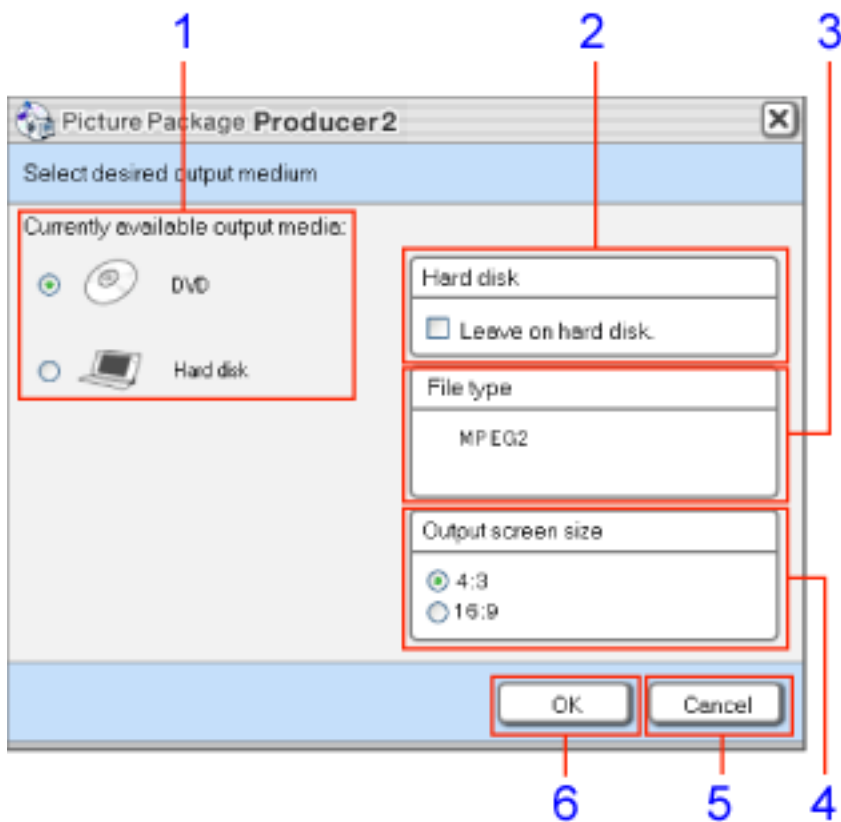 1 2 3
Picture Package Producer2
Select desired output medium
Currently available output media:
DVD
Hard disk
Hard disk
Leave on hard disk.
File type
MPEG2
Output screen size
4:3
16:9
OK Cancel
6 5 4